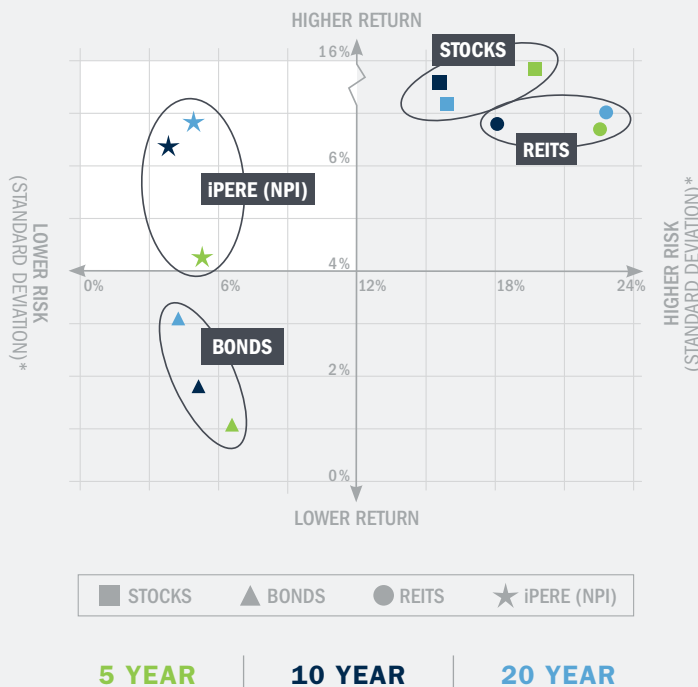 HIGHER RETURN
16%
STOCKS
REITS
6%
iPERE (NPI)
4%
0%
6%
12%
18%
24%
LOWER RISK
(STANDARD DEVIATION)*
HIGHER RISK
(STANDARD DEVIATION)*
BONDS
2%
0%
LOWER RETURN
STOCKS BONDS REITS iPERE (NPI)
5 YEAR 10 YEAR 20 YEAR